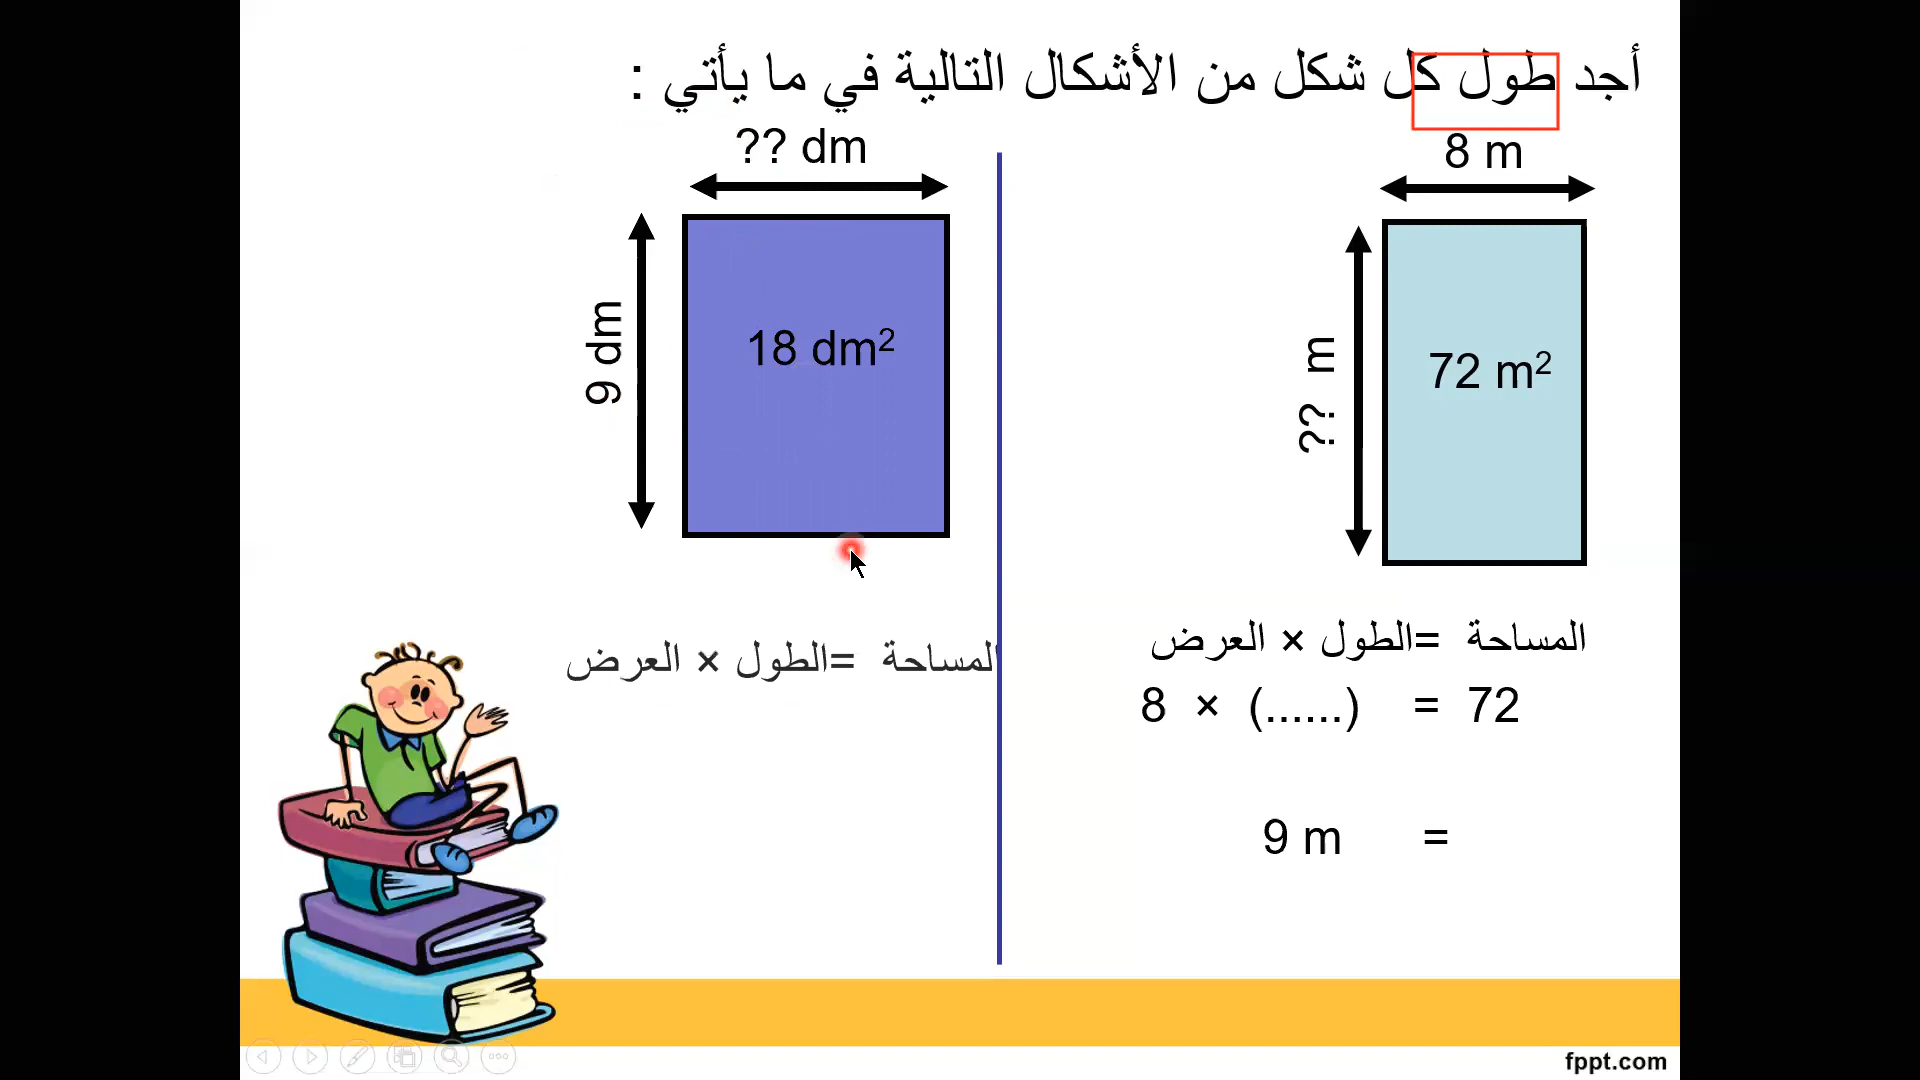 أجد طول كل شكل من الأشكال التالية في ما يأتي :
8 m
?? m
72 m²
المساحة =الطول × العرض
8 × (......) = 72
9 m =
?? dm
9 dm
18 dm²
المساحة =الطول × العرض
fppt.com